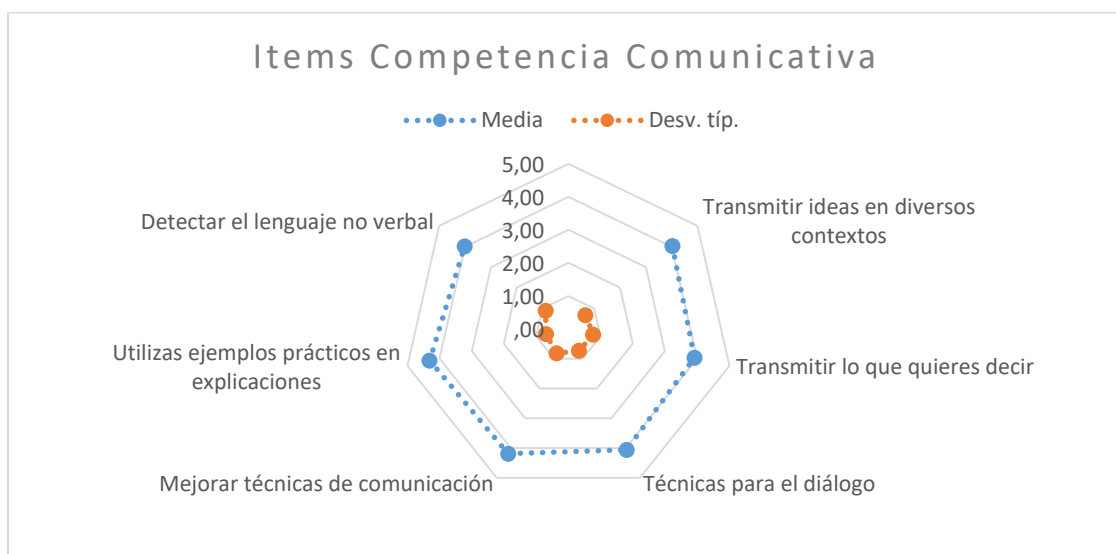 Items Competencia Comunicativa
Media
Desv. típ.
5,00
4,00
3,00
2,00
1,00
,00
Transmitir ideas en diversos
contextos
Transmitir lo que quieres decir
Técnicas para el diálogo
Mejorar técnicas de comunicación
Utilizas ejemplos prácticos en
explicaciones
Detectar el lenguaje no verbal